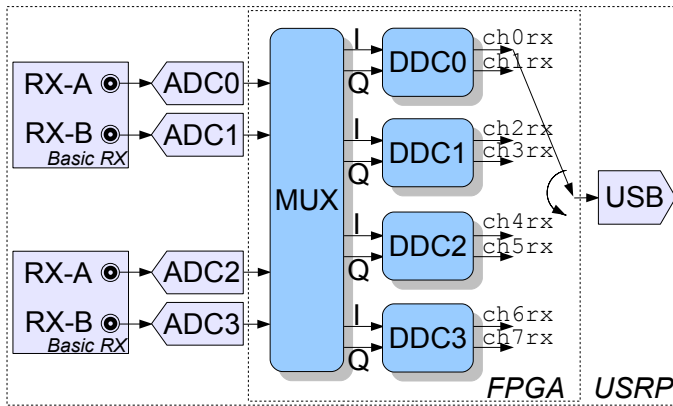 RX-A
RX-B
Basic RX
ADC0
ADC1
RX-A
RX-B
Basic RX
ADC2
ADC3
MUX
I
Q
DDC0
ch0rx
ch1rx
I
Q
DDC1
ch2rx
ch3rx
I
Q
DDC2
ch4rx
ch5rx
I
Q
DDC3
ch6rx
ch7rx
USB
FPGA
USRP